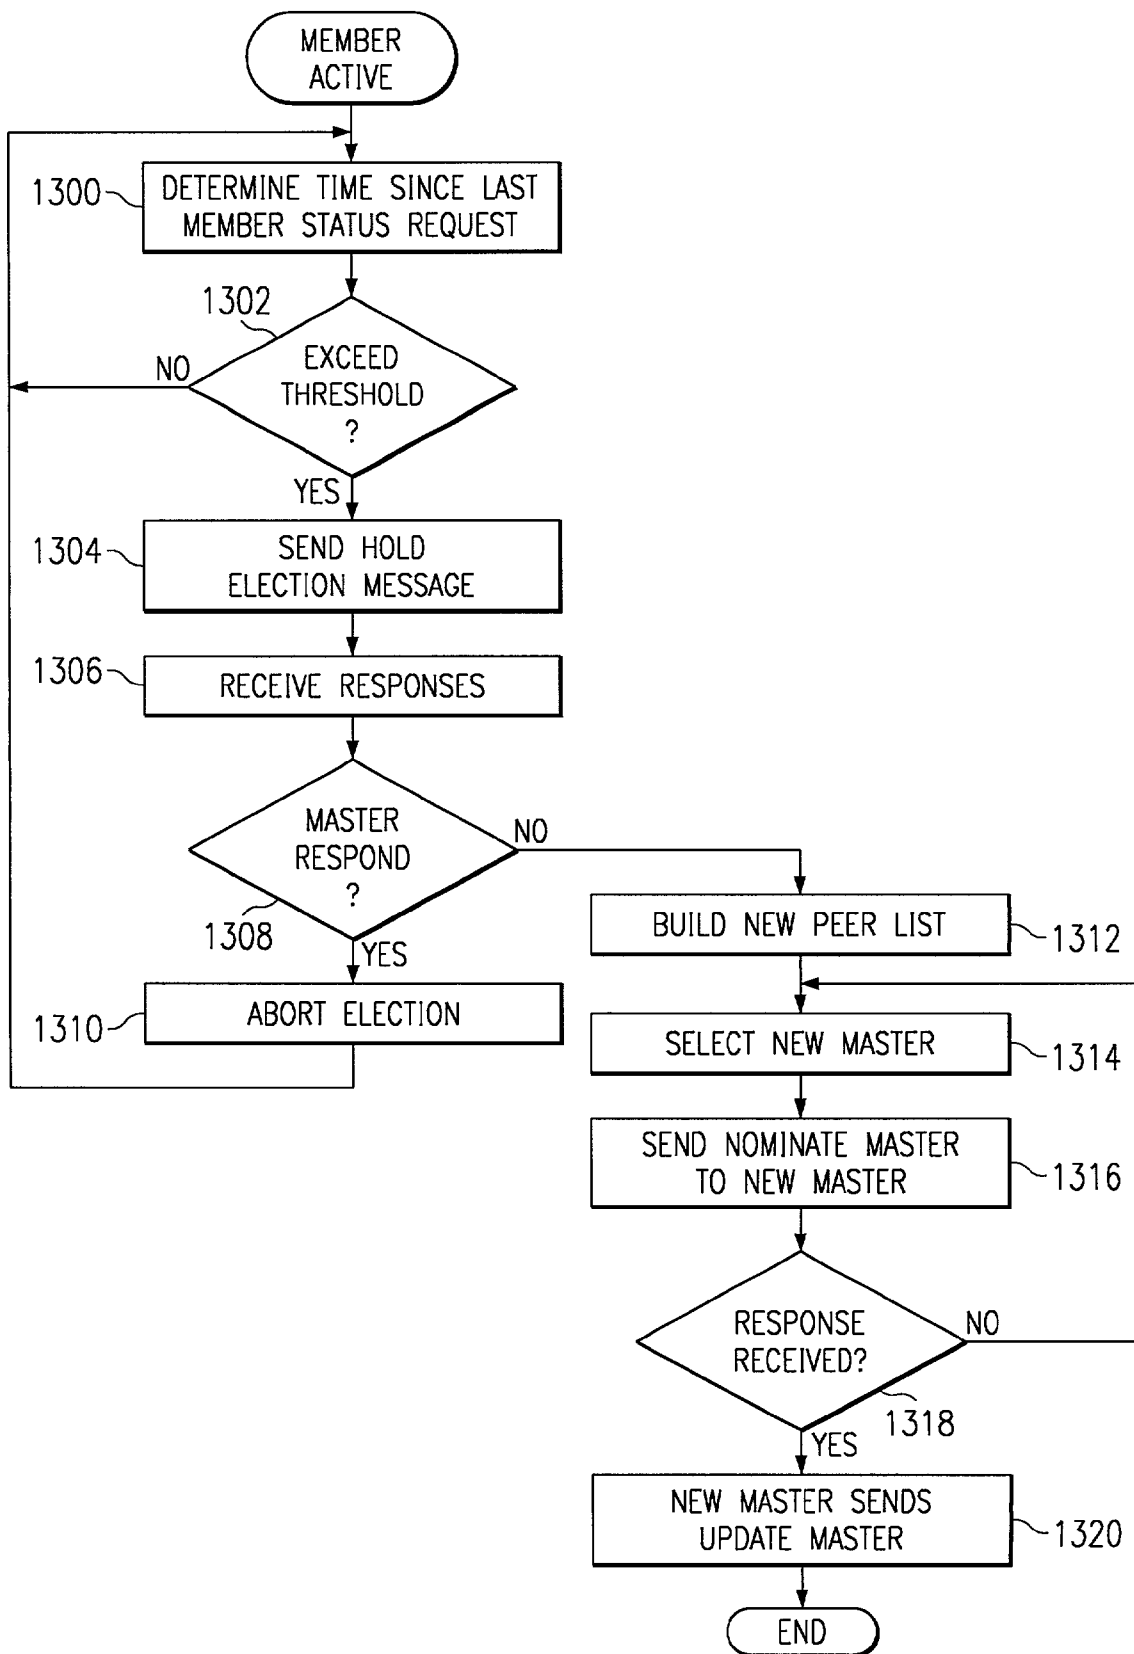 MEMBER
ACTIVE
1300
DETERMINE TIME SINCE LAST
MEMBER STATUS REQUEST
1302
EXCEED
THRESHOLD
?
NO
YES
1304
SEND HOLD
ELECTION MESSAGE
1306
RECEIVE RESPONSES
MASTER
RESPOND
?
NO
1308
YES
1310
ABORT ELECTION
BUILD NEW PEER LIST
1312
SELECT NEW MASTER
1314
SEND NOMINATE MASTER
TO NEW MASTER
1316
RESPONSE
RECEIVED?
NO
1318
YES
NEW MASTER SENDS
UPDATE MASTER
1320
END